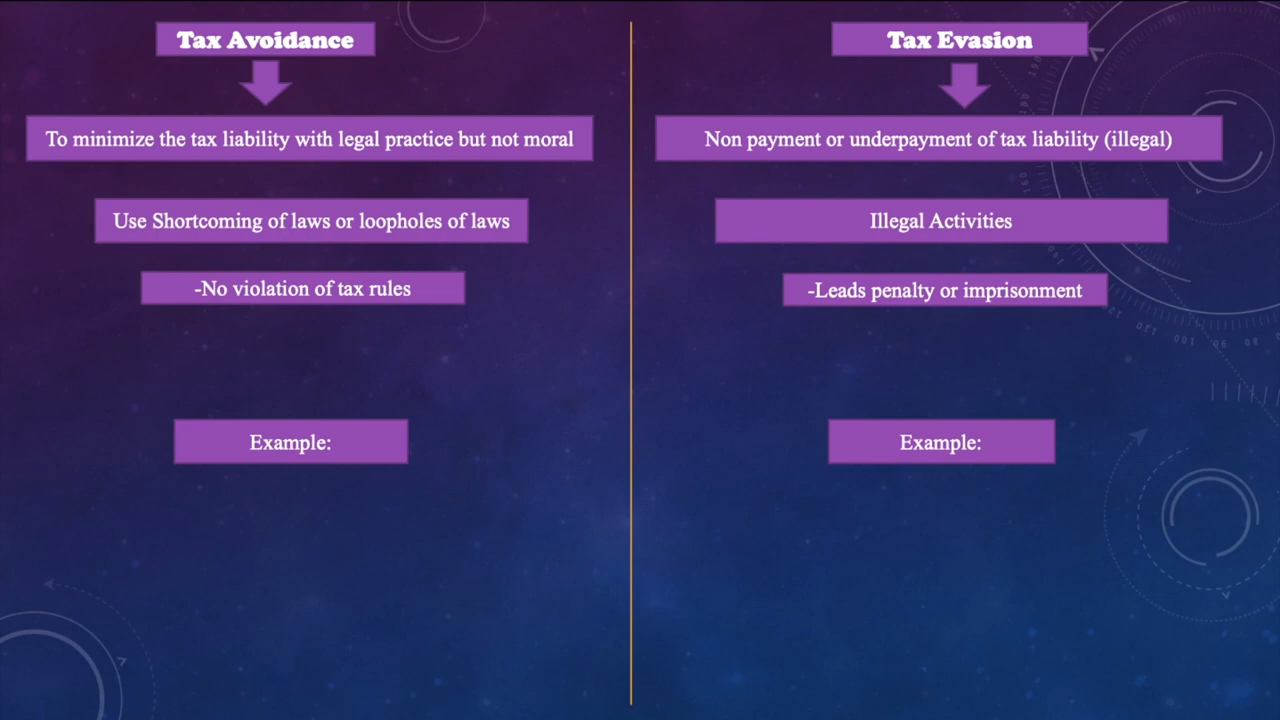 Tax Avoidance
To minimize the tax liability with legal practice but not moral
Use Shortcoming of laws or loopholes of laws
-No violation of tax rules
Example:
Tax Evasion
Non payment or underpayment of tax liability (illegal)
Illegal Activities
-Leads penalty or imprisonment
Example: